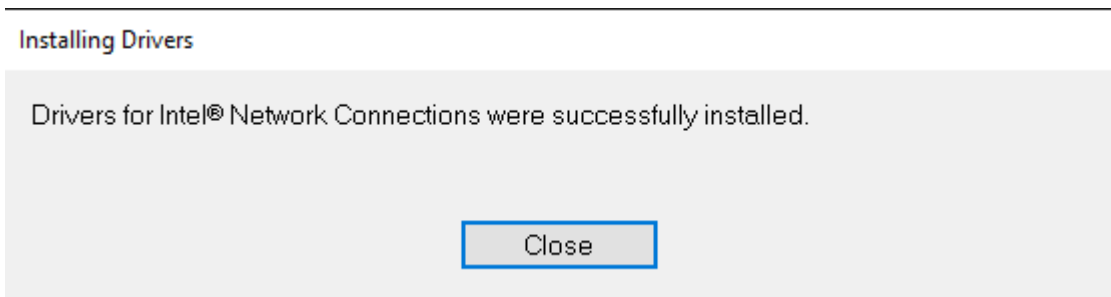 Installing Drivers
Drivers for Intel® Network Connections were successfully installed.
Close